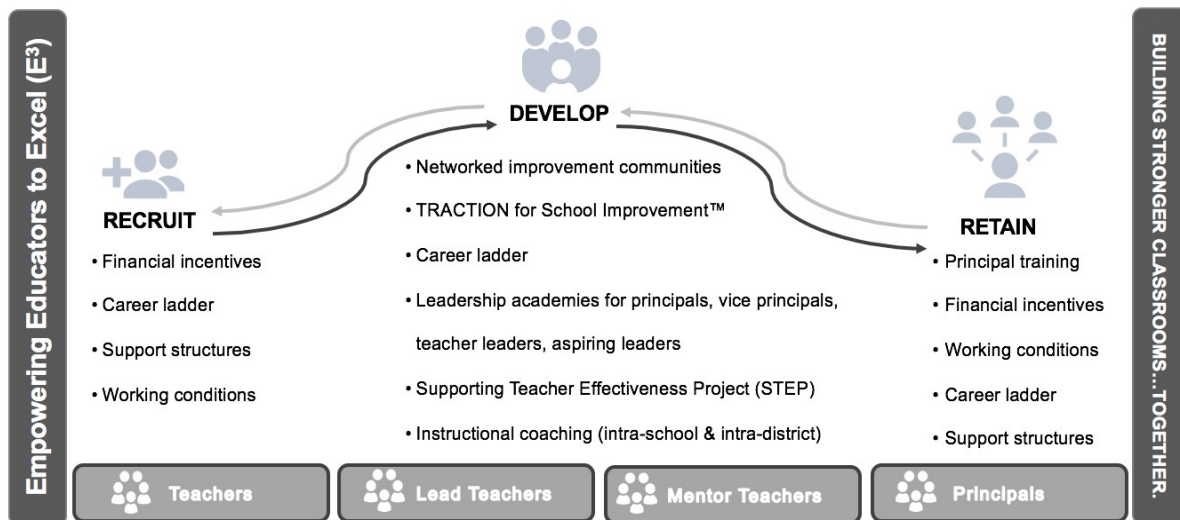 Empowering Educators to Excel (E³)
DEVELOP
RECRUIT
• Financial incentives
• Career ladder
• Support structures
• Working conditions
• Networked improvement communities
• TRACTION for School Improvement™
• Career ladder
• Leadership academies for principals, vice principals,
teacher leaders, aspiring leaders
• Supporting Teacher Effectiveness Project (STEP)
• Instructional coaching (intra-school & intra-district)
RETAIN
• Principal training
• Financial incentives
• Working conditions
• Career ladder
• Support structures
Teachers
Lead Teachers
Mentor Teachers
Principals
BUILDING STRONGER CLASSROOMS...TOGETHER.